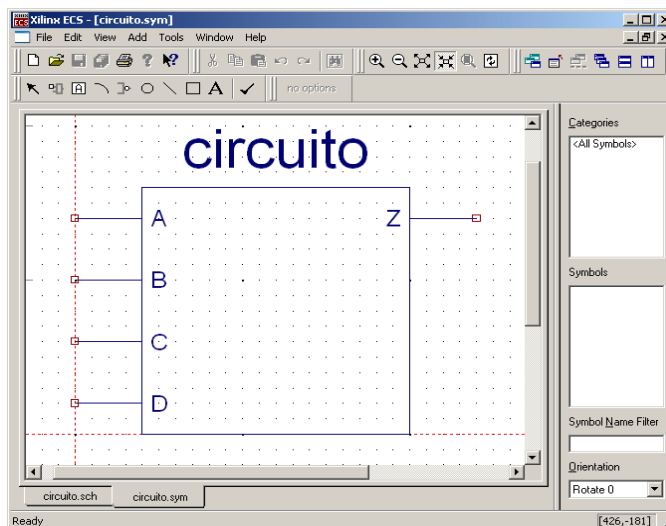 Xilinx ECS - [circuito.sym]
File Edit View Add Tools Window Help
no options
circuito
A
Z
B
C
D
Categories
<All Symbols>
Symbols
Symbol Name Filter
Orientation
Rotate 0
circuito.sch
circuito.sym
Ready
[426,-181]